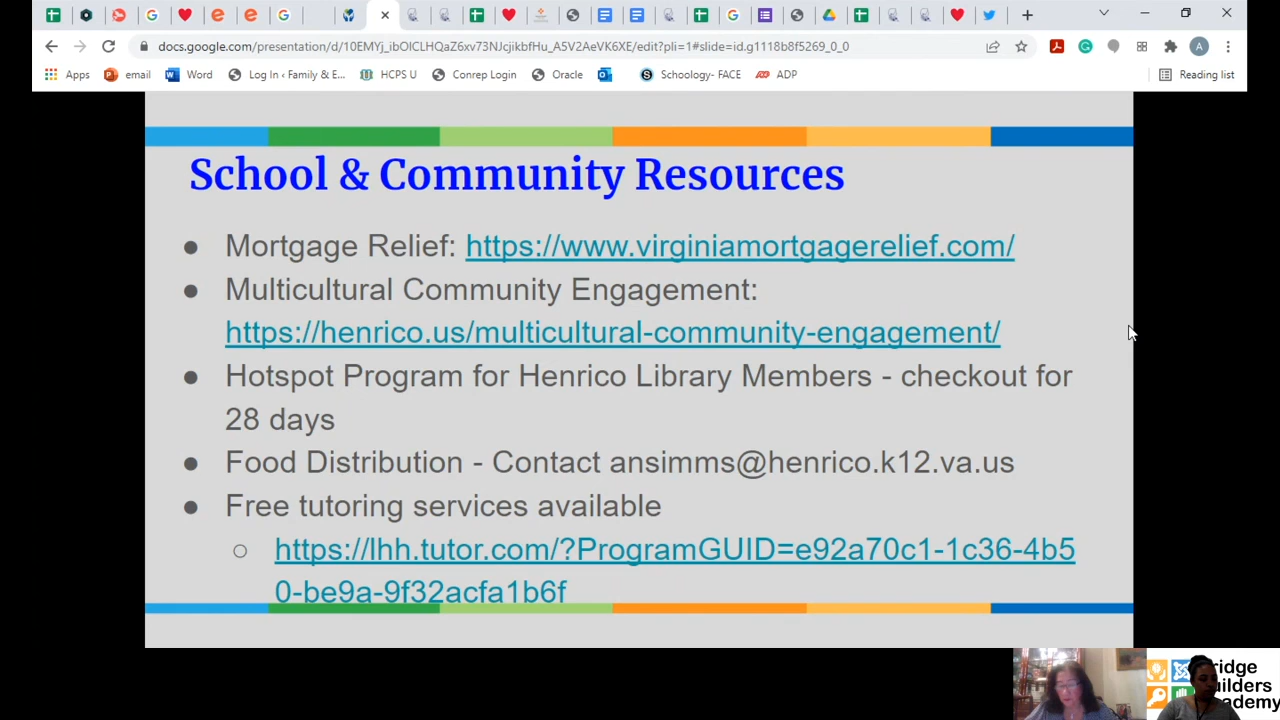 docs.google.com/presentation/d/10EMYj_ibOICLHQaZ6xv73NJcjikbfHu_A5V2AeVK6XE/edit?pli=1#slide=id.g1118b8f5269_0_0
A
Apps email Word Log In ‹ Family & E... HCPS U Conrep Login Oracle Schoology- FACE ADP Reading list
School & Community Resources
● Mortgage Relief: https://www.virginiamortgagerelief.com/
● Multicultural Community Engagement:
https://henrico.us/multicultural-community-engagement/
● Hotspot Program for Henrico Library Members - checkout for
28 days
● Food Distribution - Contact ansimms@henrico.k12.va.us
● Free tutoring services available
○ https://lhh.tutor.com/?ProgramGUID=e92a70c1-1c36-4b5
0-be9a-9f32acfa1b6f
ridge
uilders
ademy